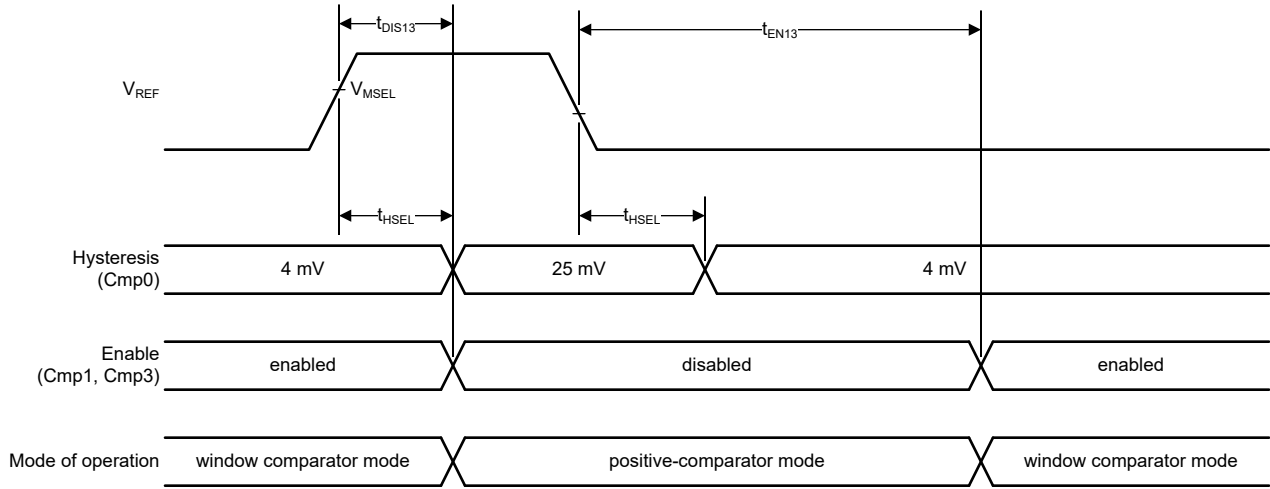 tDIS13
tEN13
VREF
VMSEL
tHSEL
tHSEL
Hysteresis
(Cmp0)
4 mV
25 mV
4 mV
Enable
(Cmp1, Cmp3)
enabled
disabled
enabled
Mode of operation
window comparator mode
positive-comparator mode
window comparator mode